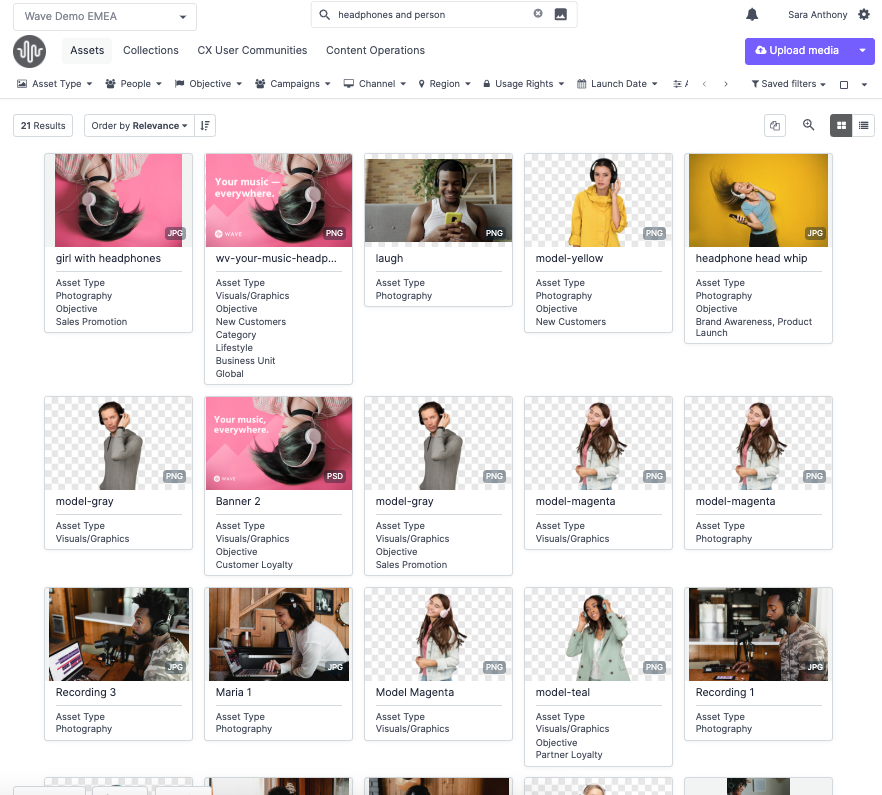 Wave Demo EMEA
headphones and person
Sara Anthony
Assets
Collections
CX User Communities
Content Operations
Upload media
Asset Type
People
Objective
Campaigns
Channel
Region
Usage Rights
Launch Date
Saved filters
21 Results
Order by Relevance
JPG
girl with headphones
Asset Type
Photography
Objective
Sales Promotion
Your music —
everywhere.
WAVE
PNG
wv-your-music-headp...
Asset Type
Visuals/Graphics
Objective
New Customers
Category
Lifestyle
Business Unit
Global
PNG
laugh
Asset Type
Photography
PNG
model-yellow
Asset Type
Photography
Objective
New Customers
JPG
headphone head whip
Asset Type
Photography
Objective
Brand Awareness, Product
Launch
PNG
model-gray
Asset Type
Visuals/Graphics
Your music,
everywhere.
WAVE
PSD
Banner 2
Asset Type
Visuals/Graphics
Objective
Customer Loyalty
PNG
model-gray
Asset Type
Visuals/Graphics
Objective
Sales Promotion
PNG
model-magenta
Asset Type
Visuals/Graphics
PNG
model-magenta
Asset Type
Photography
JPG
Recording 3
Asset Type
Photography
JPG
Maria 1
Asset Type
Photography
PNG
Model Magenta
Asset Type
Visuals/Graphics
PNG
model-teal
Asset Type
Visuals/Graphics
Objective
Partner Loyalty
JPG
Recording 1
Asset Type
Photography